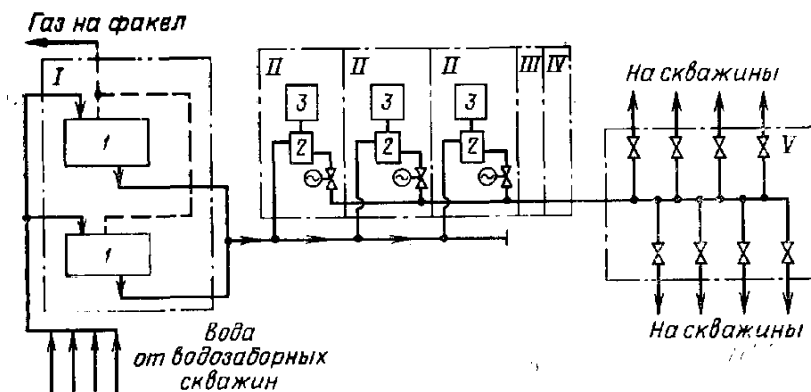 Газ на факел
I
II
II
II
III
IV
На скважины
V
3
3
3
1
2
2
2
1
На скважины
Вода
от водозаборных
скважин